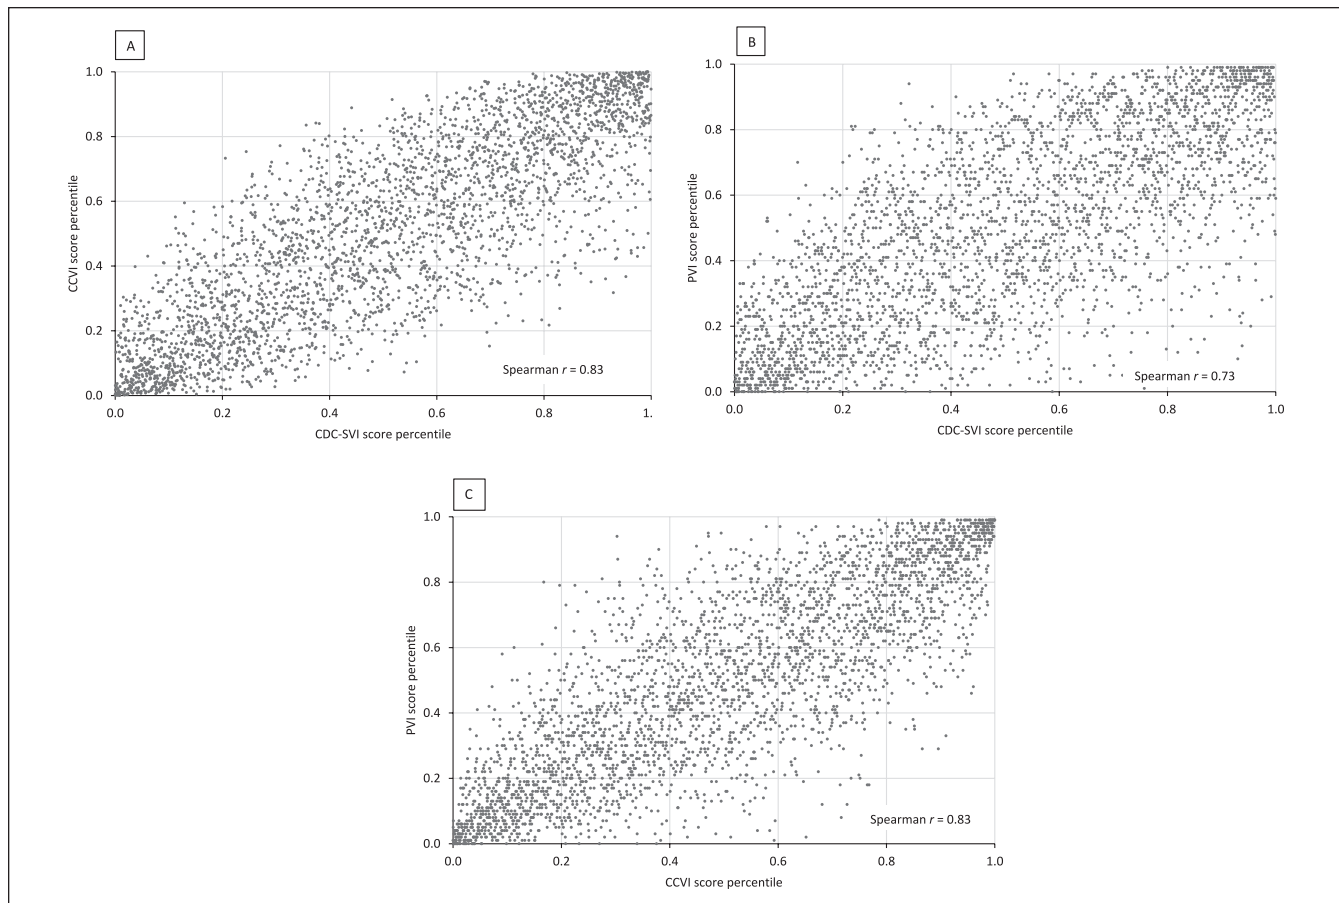 A
1.0
0.8
0.6
0.4
0.2
0.0
CCVI score percentile
Spearman r = 0.83
0.0 0.2 0.4 0.6 0.8 1.
CDC-SVI score percentile
B
1.0
0.8
0.6
0.4
0.2
0.0
PVI score percentile
Spearman r = 0.73
0.0 0.2 0.4 0.6 0.8 1.0
CDC-SVI score percentile
C
1.0
0.8
0.6
0.4
0.2
0.0
PVI score percentile
Spearman r = 0.83
0.0 0.2 0.4 0.6 0.8 1.0
CCVI score percentile